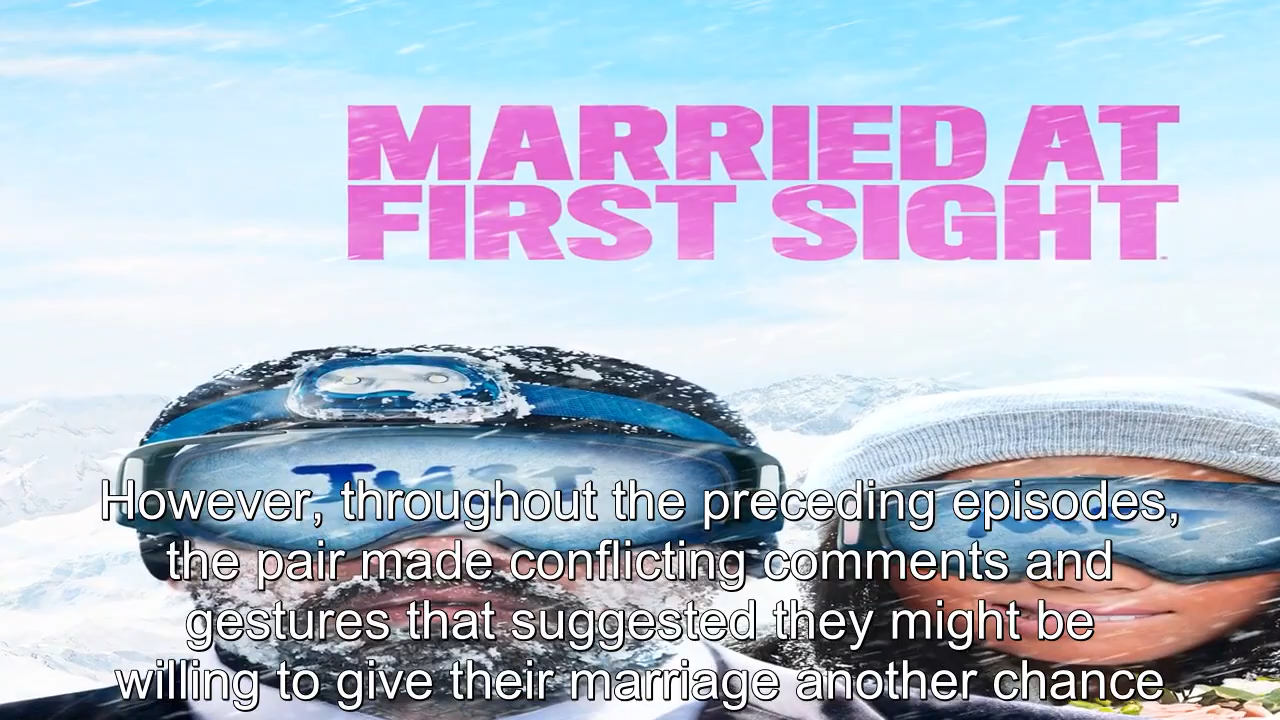 MARRIED AT
FIRST SIGHT
JUST
However, throughout the preceding episodes,
the pair made conflicting comments and
gestures that suggested they might be
willing to give their marriage another chance